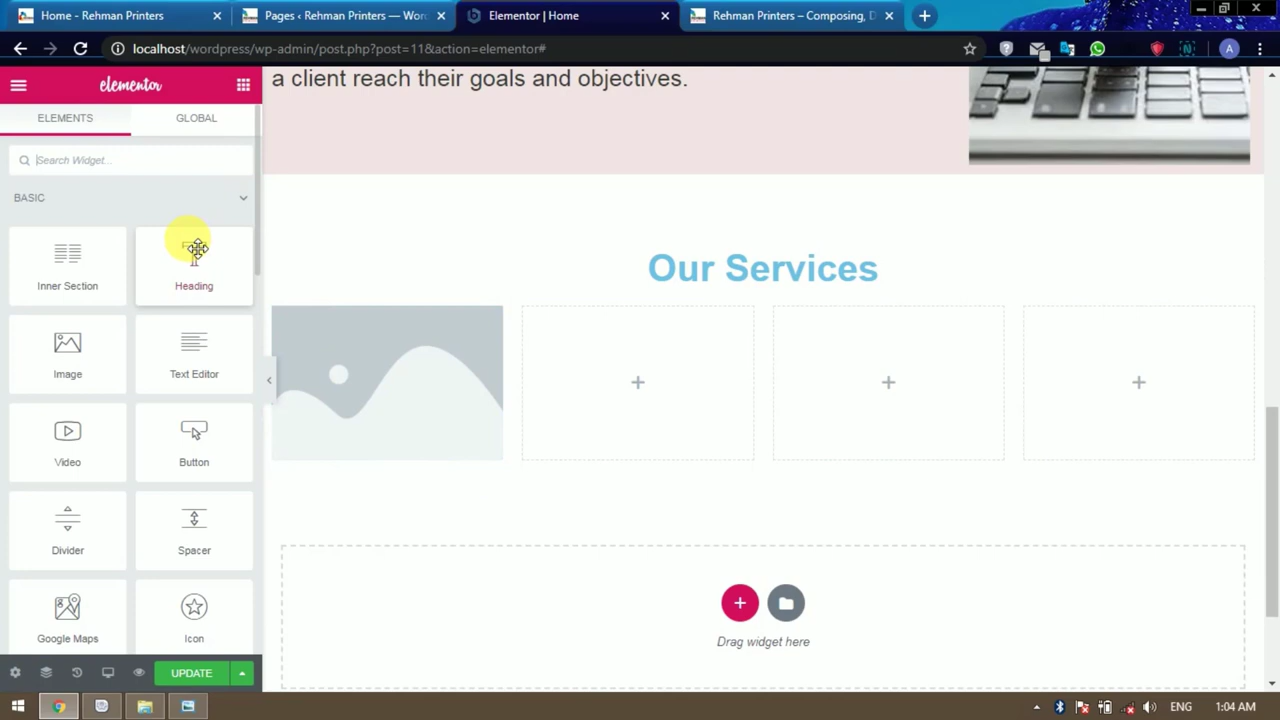 Home - Rehman Printers
Pages ‹ Rehman Printers — Word
Elementor | Home
Rehman Printers – Composing, D
localhost/wordpress/wp-admin/post.php?post=11&action=elementor#
A
elementor
ELEMENTS
GLOBAL
Search Widget...
BASIC
Inner Section
Heading
Image
Text Editor
Video
Button
Divider
Spacer
Google Maps
Icon
UPDATE
a client reach their goals and objectives.
Our Services
Drag widget here
ENG
1:04 AM